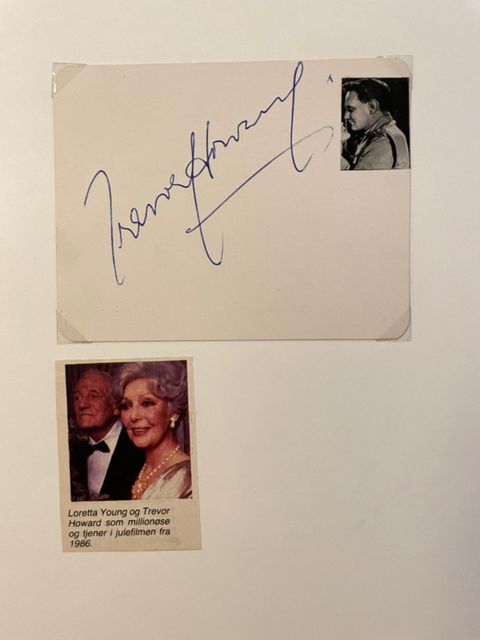 Trevor Howard
Loretta Young og Trevor
Howard som millionøse
og tjener i julefilmen fra
1986.